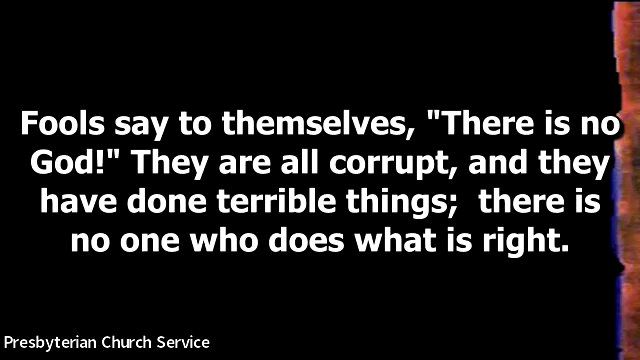 Fools say to themselves, "There is no
God!" They are all corrupt, and they
have done terrible things;  there is
no one who does what is right.
Presbyterian Church Service